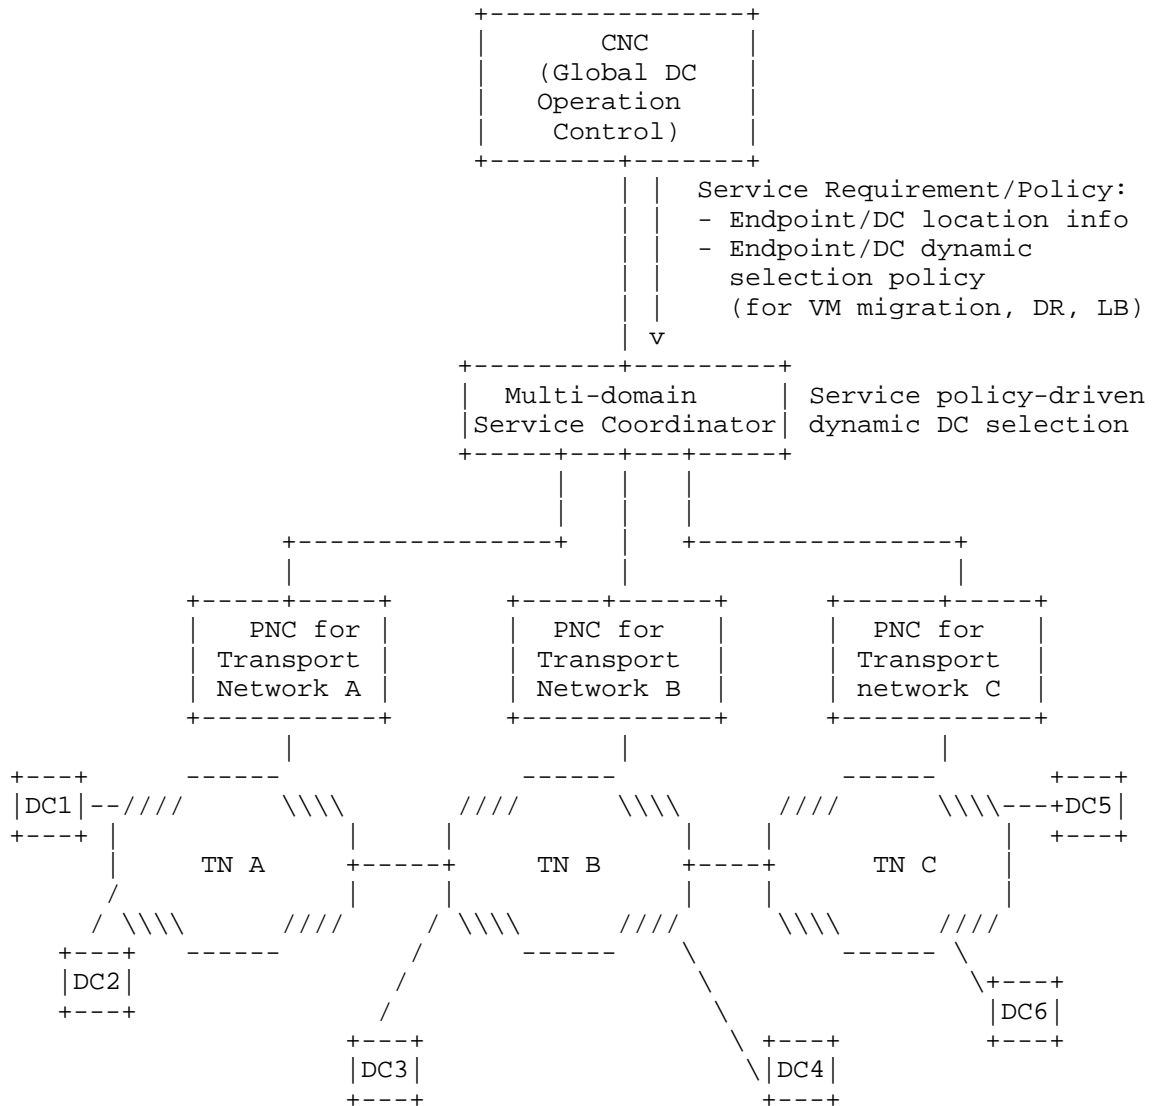 CNC
(Global DC
Operation
Control)
Service Requirement/Policy:
- Endpoint/DC location info
- Endpoint/DC dynamic
selection policy
(for VM migration, DR, LB)
v
Multi-domain
Service Coordinator
Service policy-driven
dynamic DC selection
PNC for
Transport
Network A
PNC for
Transport
Network B
PNC for
Transport
network C
DC1
DC5
TN A
TN B
TN C
DC2
DC6
DC3
DC4